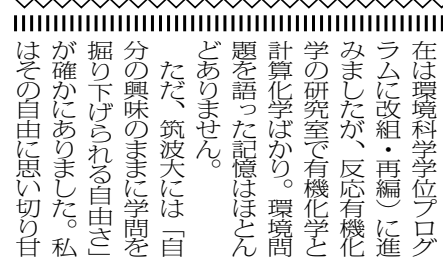 在は環境科学学位プログ
ラムに改組・再編）に進
みましたが、反応有機化
学の研究室で有機化学と
計算化学ばかり。環境問
題を語った記憶はほとん
どありません。
ただ、筑波大には「自
分の興味のままに学問を
掘り下げられる自由さ」
が確かにありました。私
はその自由に思い切り甘